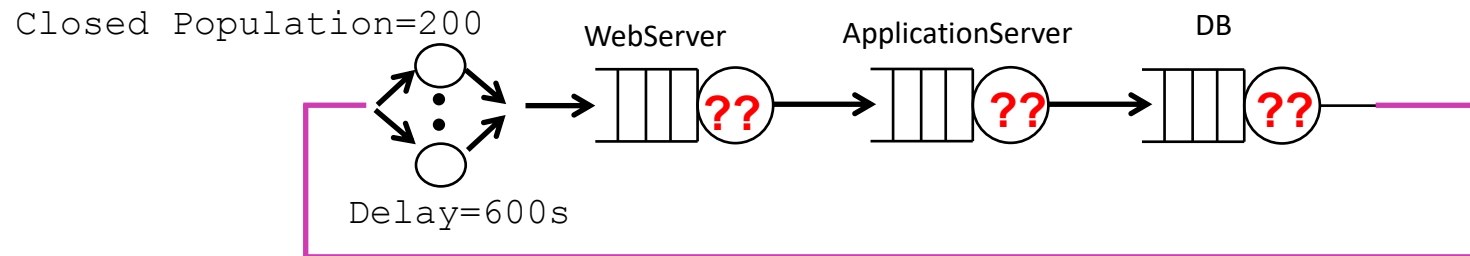 Closed Population=200
WebServer
ApplicationServer
DB
??
??
??
Delay=600s